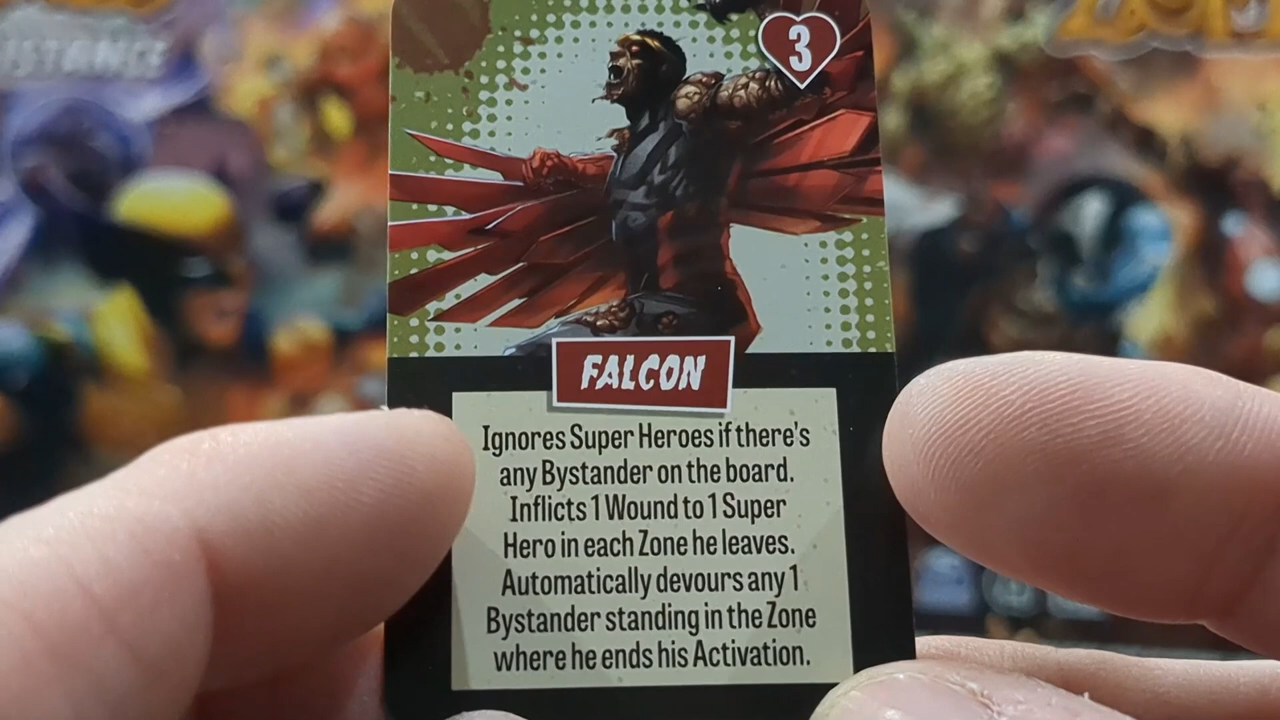 3
FALCON
Ignores Super Heroes if there's
any Bystander on the board.
Inflicts 1 Wound to 1 Super
Hero in each Zone he leaves.
Automatically devours any 1
Bystander standing in the Zone
where he ends his Activation.